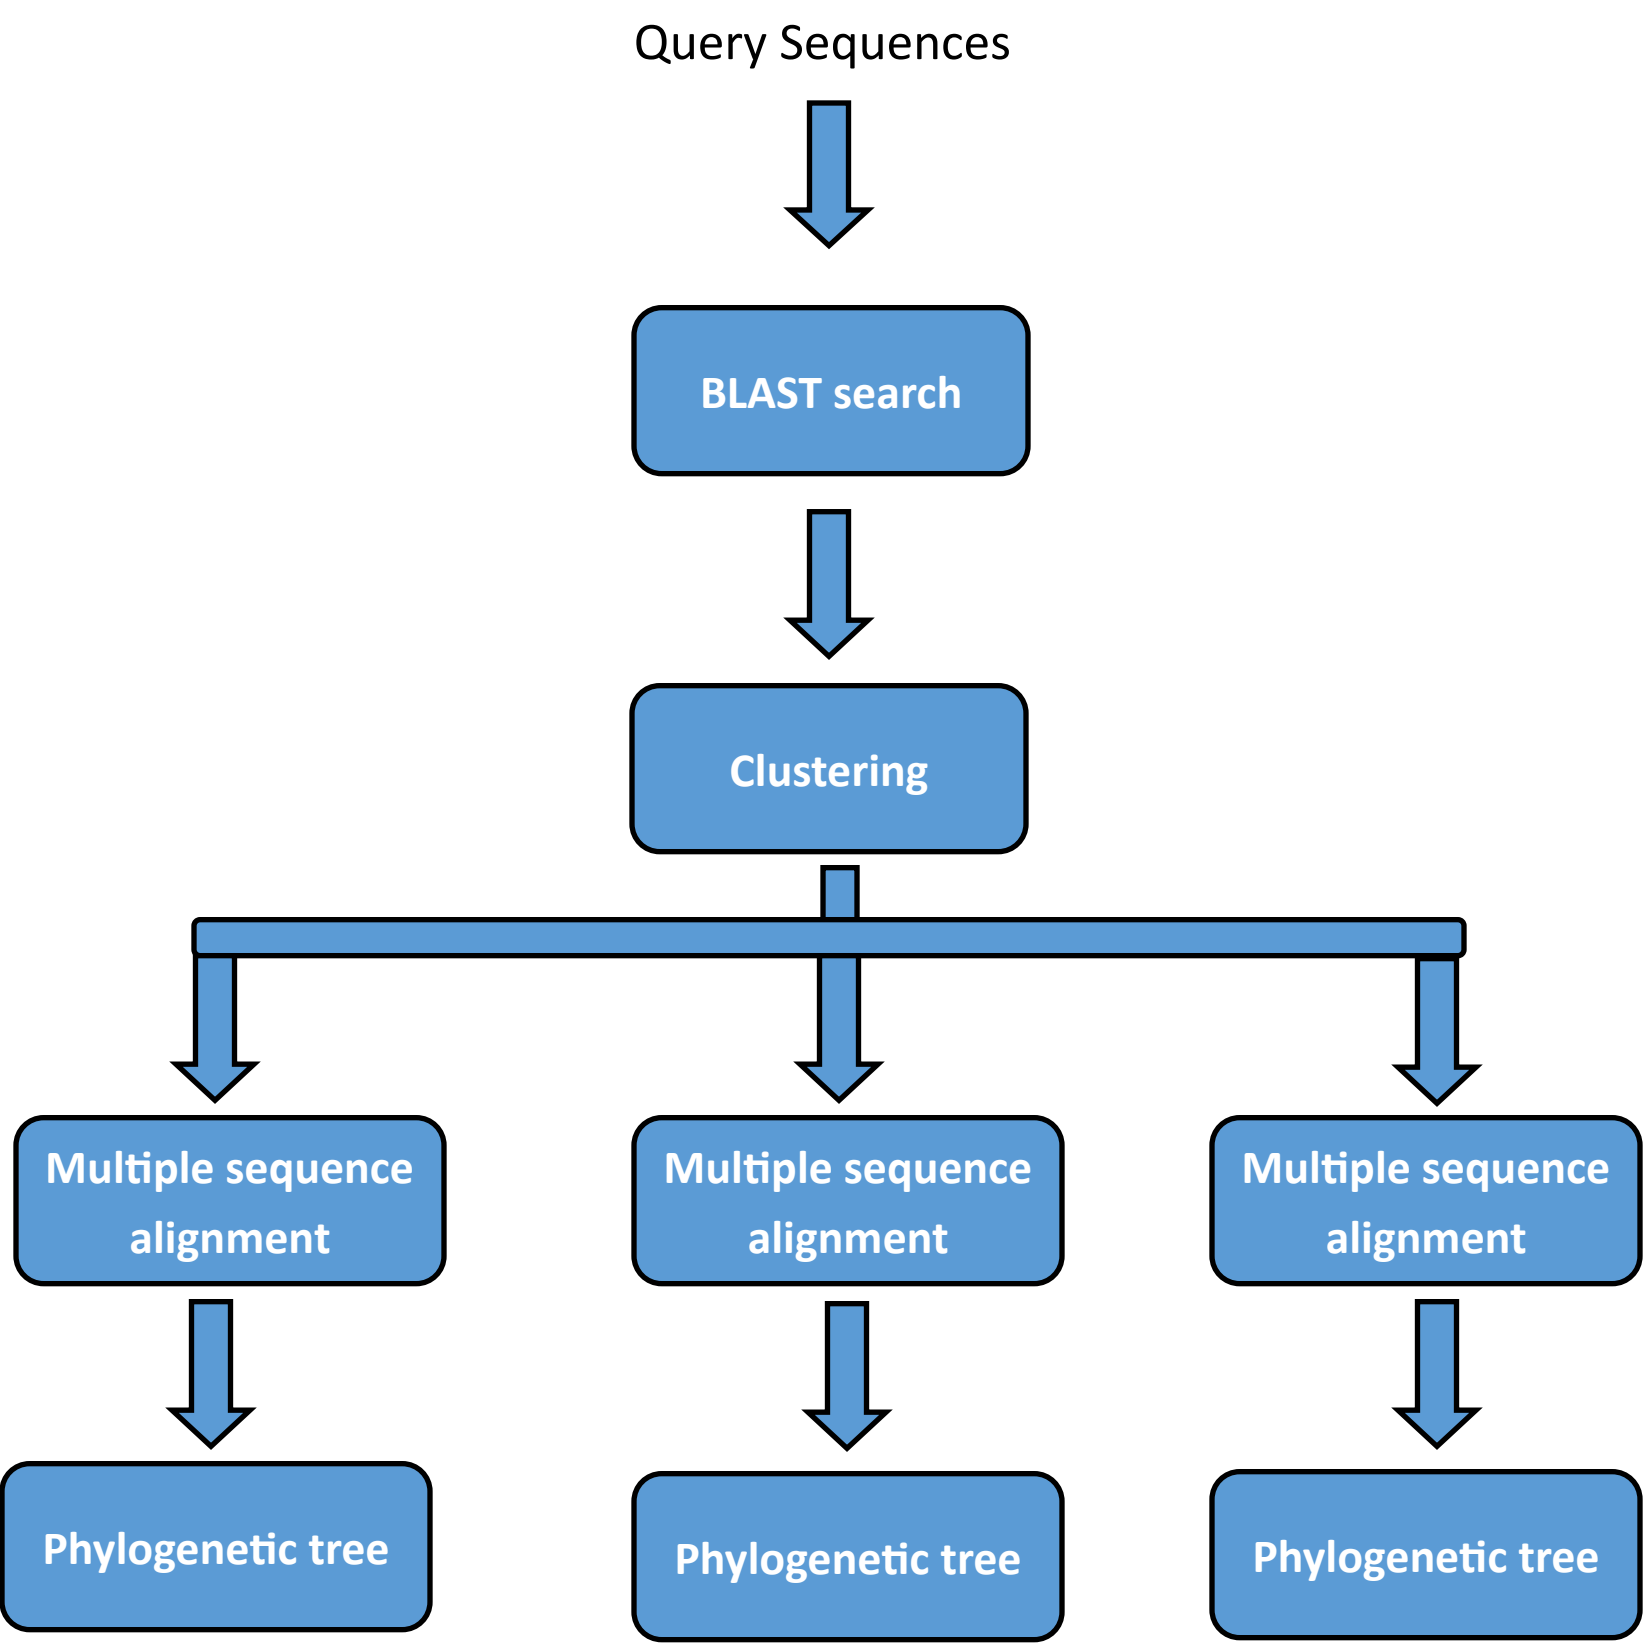 Query Sequences
BLAST search
Clustering
Multiple sequence
alignment
Multiple sequence
alignment
Multiple sequence
alignment
Phylogenetic tree
Phylogenetic tree
Phylogenetic tree